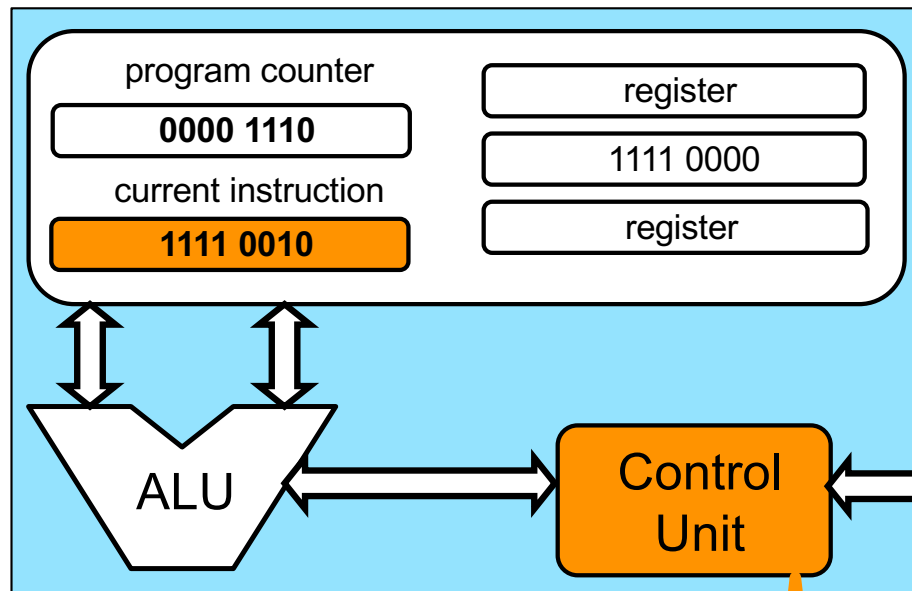 program counter
0000 1110
current instruction
1111 0010
register
1111 0000
register
ALU
Control
Unit